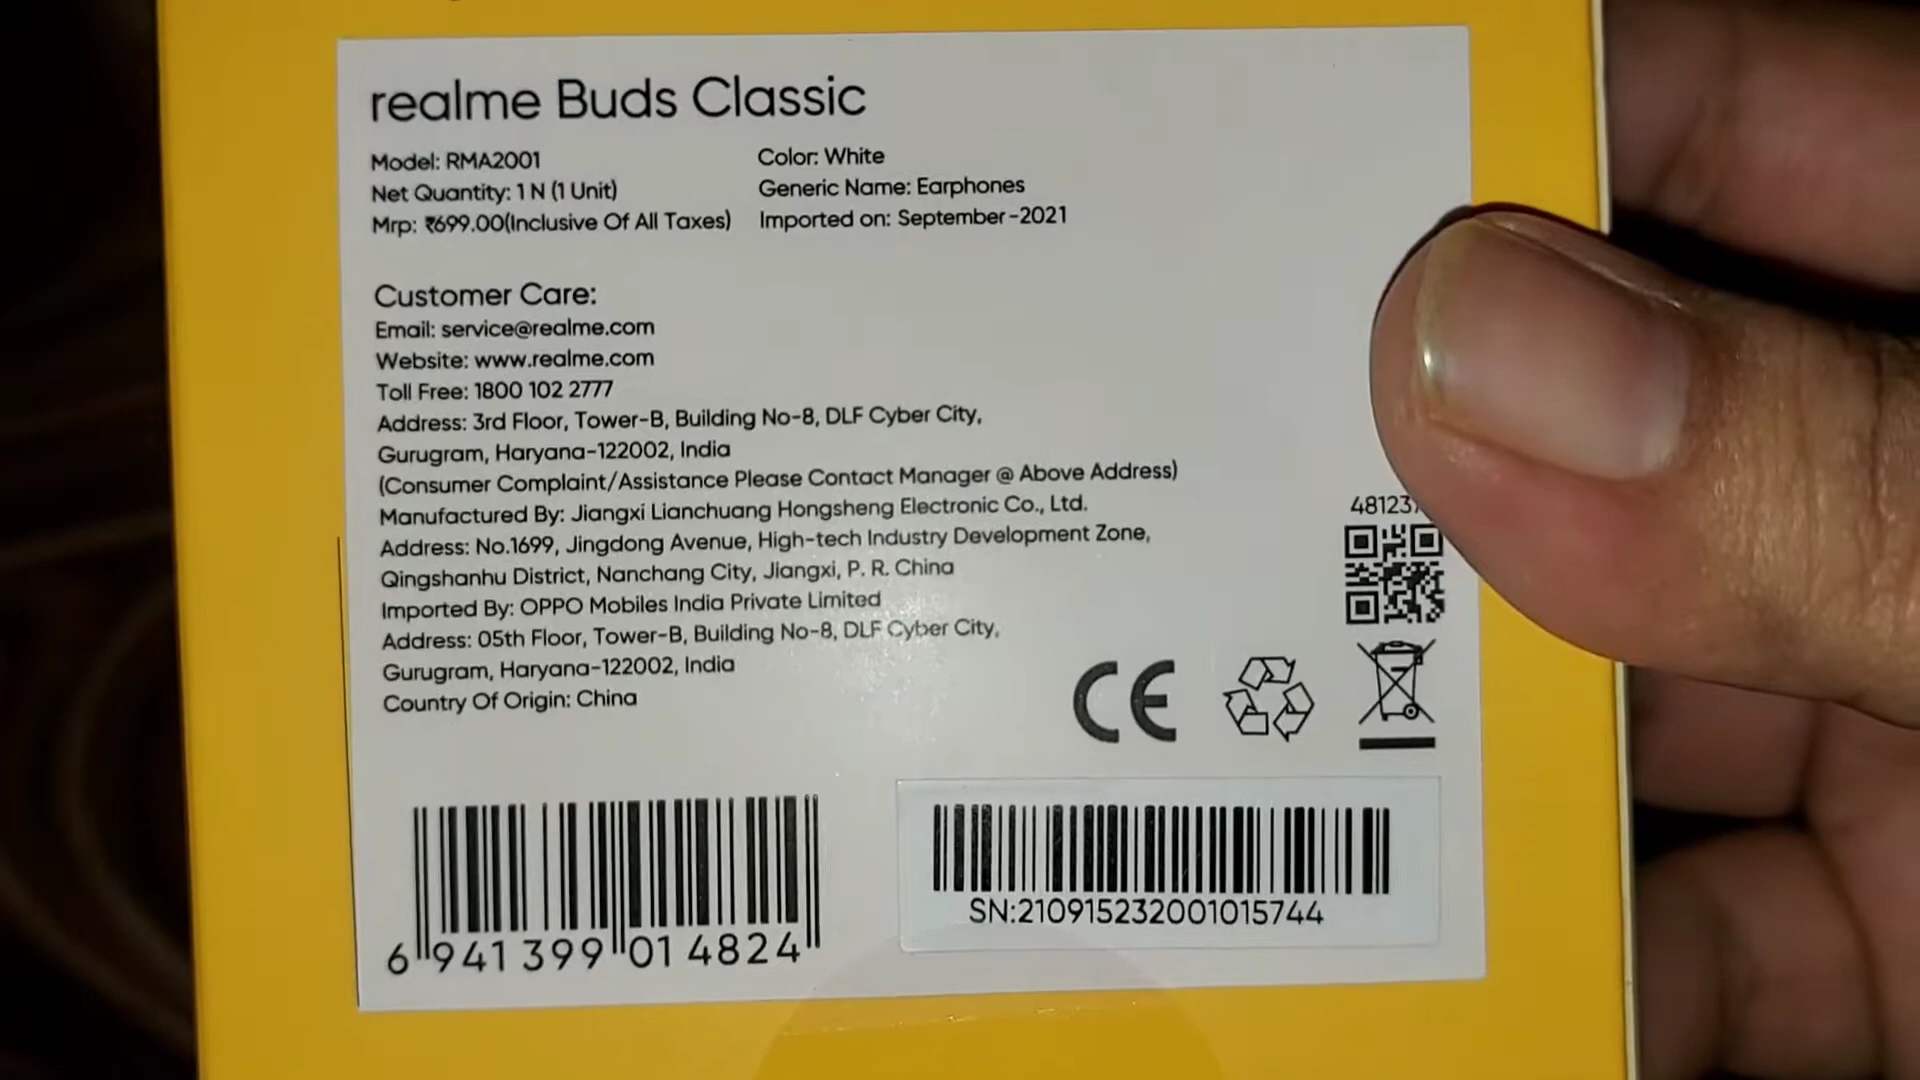 realme Buds Classic
Model: RMA2001
Color: White
Net Quantity: 1 N (1 Unit)
Generic Name: Earphones
Mrp: ₹699.00(Inclusive Of All Taxes)
Imported on: September-2021
Customer Care:
Email: service@realme.com
Website: www.realme.com
Toll Free: 1800 102 2777
Address: 3rd Floor, Tower-B, Building No-8, DLF Cyber City,
Gurugram, Haryana-122002, India
(Consumer Complaint/Assistance Please Contact Manager @ Above Address)
Manufactured By: Jiangxi Lianchuang Hongsheng Electronic Co., Ltd.
Address: No.1699, Jingdong Avenue, High-tech Industry Development Zone,
Qingshanhu District, Nanchang City, Jiangxi, P. R. China
Imported By: OPPO Mobiles India Private Limited
Address: 05th Floor, Tower-B, Building No-8, DLF Cyber City,
Gurugram, Haryana-122002, India
Country Of Origin: China
CE
6 941399 014824
SN:210915232001015744